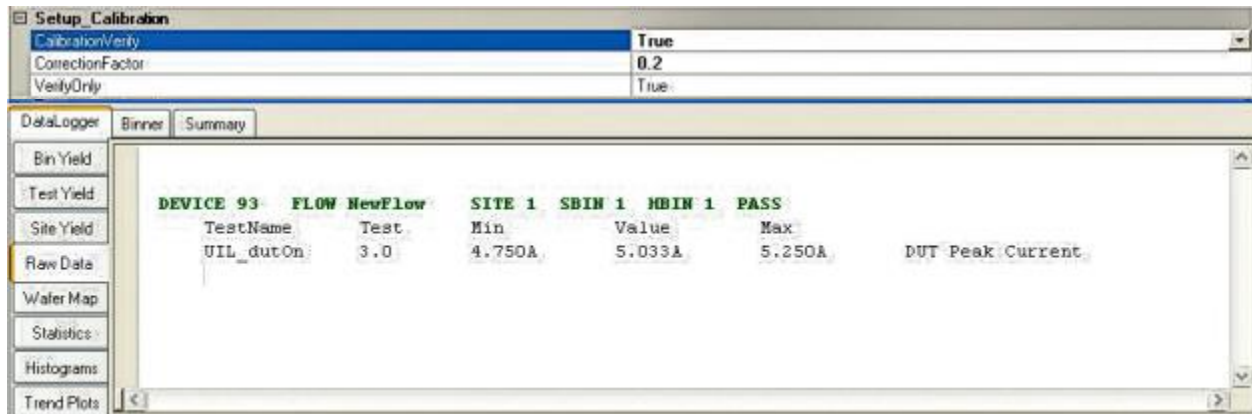 Setup_Calibration
CalibrationVerify True
CorrectionFactor 0.2
VerifyOnly True
DataLogger Binner Summary
Bin Yield
Test Yield
Site Yield
Raw Data
Wafer Map
Statistics
Histograms
Trend Plots
DEVICE 93 FLOW NewFlow SITE 1 SBIN 1 HBIN 1 PASS
TestName Test Min Value Max
UIL_dutOn 3.0 4.750A 5.033A 5.250A DUT Peak Current